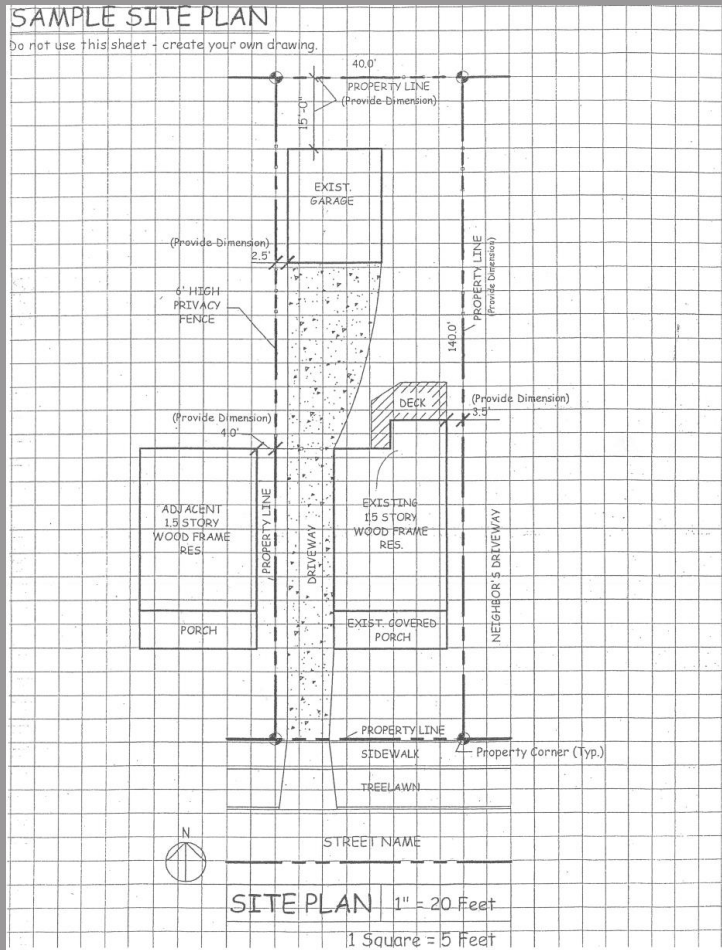 SAMPLE SITE PLAN
Do not use this sheet - create your own drawing.
40.0'
PROPERTY LINE
(Provide Dimension)
15'-0"
EXIST.
GARAGE
(Provide Dimension)
2.5'
6' HIGH
PRIVACY
FENCE
PROPERTY LINE
(Provide Dimension)
140.0'
DECK
(Provide Dimension)
3.5'
(Provide Dimension)
4.0'
ADJACENT
1.5 STORY
WOOD FRAME
RES.
PROPERTY LINE
DRIVEWAY
EXISTING
1.5 STORY
WOOD FRAME
RES.
NEIGHBOR'S DRIVEWAY
PORCH
EXIST. COVERED
PORCH
PROPERTY LINE
SIDEWALK
Property Corner (Typ.)
TREELAWN
STREET NAME
N
SITE PLAN
1" = 20 Feet
1 Square = 5 Feet